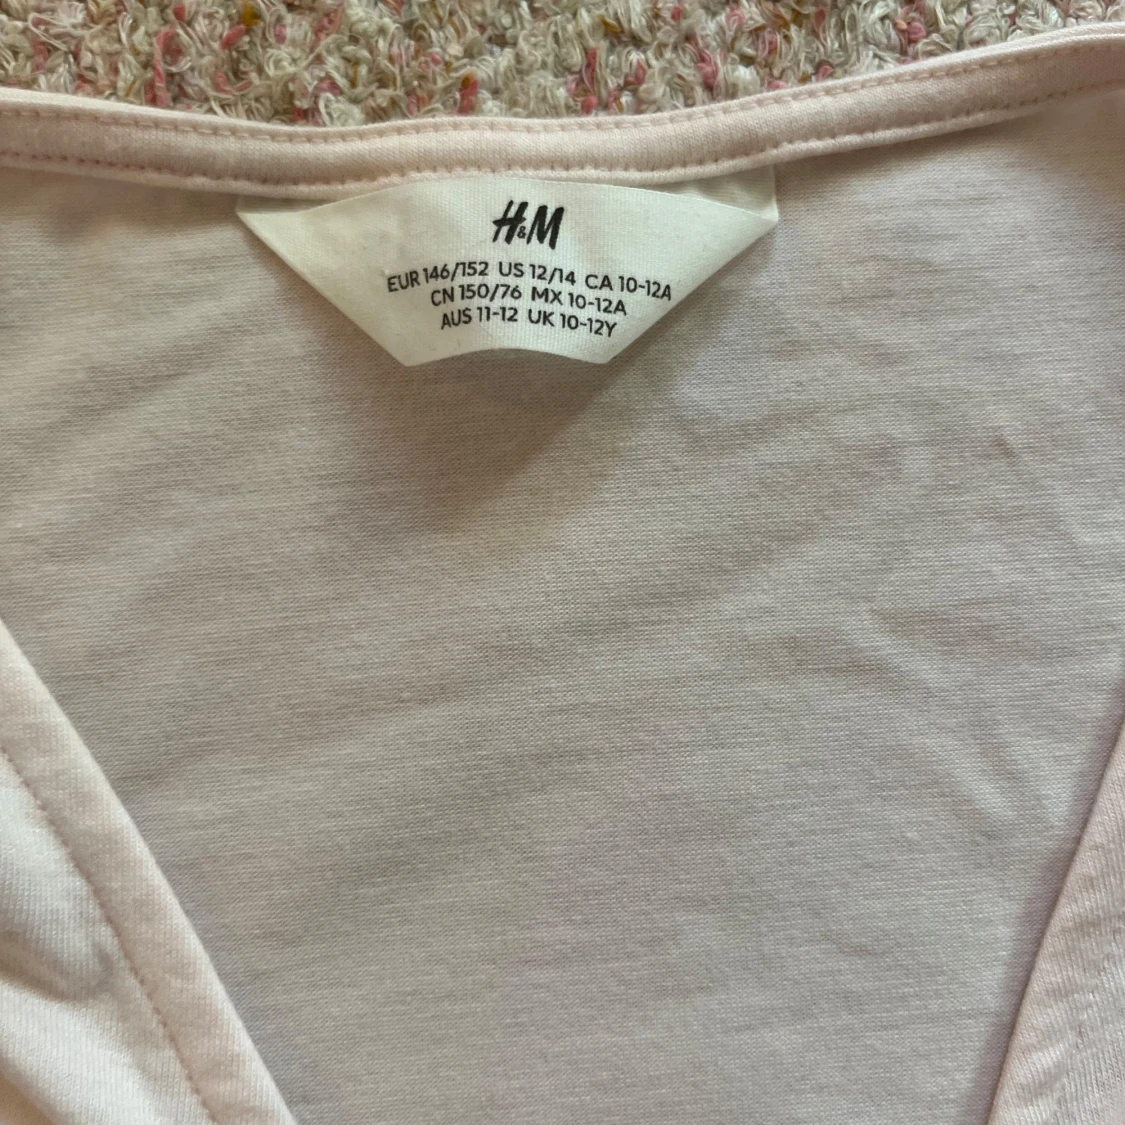 H&M
EUR 146/152 US 12/14 CA 10-12A
CN 150/76 MX 10-12A
AUS 11-12 UK 10-12Y